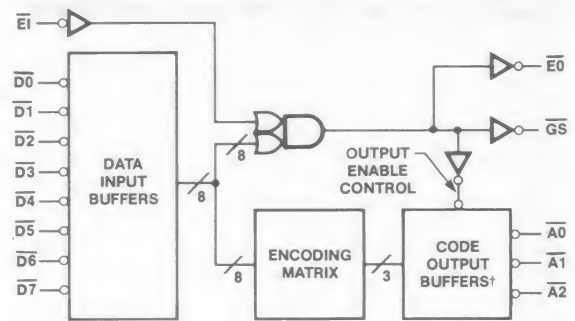 EI
D0
D1
D2
D3
D4
D5
D6
D7
DATA
INPUT
BUFFERS
8
8
8
OUTPUT
ENABLE
CONTROL
ENCODING
MATRIX
3
CODE
OUTPUT
BUFFERS†
E0
GS
A0
A1
A2